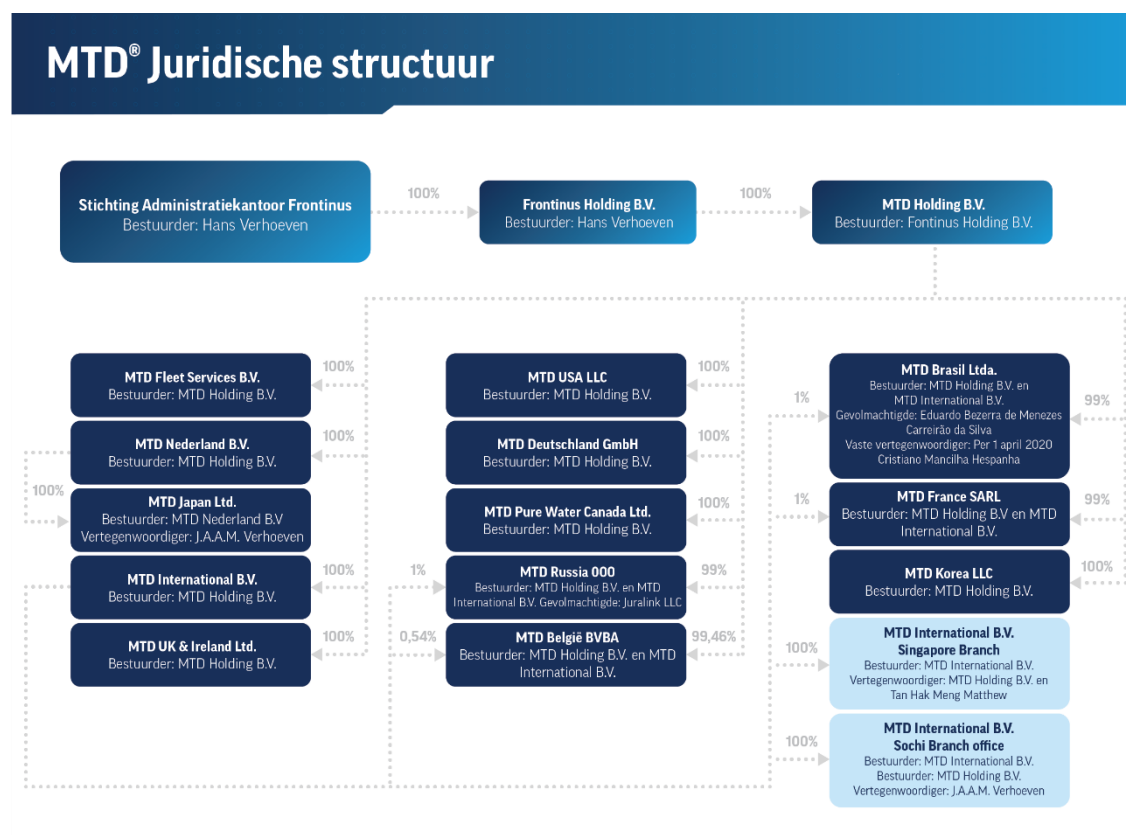 MTD® Juridische structuur
Stichting Administratiekantoor Frontinus
Bestuurder: Hans Verhoeven
100%
Frontinus Holding B.V.
Bestuurder: Hans Verhoeven
100%
MTD Holding B.V.
Bestuurder: Fontinus Holding B.V.
MTD Fleet Services B.V.
Bestuurder: MTD Holding B.V.
100%
MTD Nederland B.V.
Bestuurder: MTD Holding B.V.
100%
100%
MTD Japan Ltd.
Bestuurder: MTD Nederland B.V
Vertegenwoordiger: J.A.A.M. Verhoeven
MTD International B.V.
Bestuurder: MTD Holding B.V.
100%
MTD UK & Ireland Ltd.
Bestuurder: MTD Holding B.V.
100%
MTD USA LLC
Bestuurder: MTD Holding B.V.
100%
MTD Deutschland GmbH
Bestuurder: MTD Holding B.V.
100%
MTD Pure Water Canada Ltd.
Bestuurder: MTD Holding B.V.
100%
1%
MTD Russia OOO
Bestuurder: MTD Holding B.V. en MTD
International B.V. Gevolmachtigde: Juralink LLC
99%
0,54%
MTD België BVBA
Bestuurder: MTD Holding B.V. en MTD
International B.V.
99,46%
1%
MTD Brasil Ltda.
Bestuurder: MTD Holding B.V. en
MTD International B.V.
Gevolmachtigde: Eduardo Bezerra de Menezes
Carreirão da Silva
Vaste vertegenwoordiger: Per 1 april 2020
Cristiano Mancilha Hespanha
99%
1%
MTD France SARL
Bestuurder: MTD Holding B.V en MTD
International B.V.
99%
MTD Korea LLC
Bestuurder: MTD Holding B.V.
100%
100%
MTD International B.V.
Singapore Branch
Bestuurder: MTD International B.V.
Vertegenwoordiger: MTD Holding B.V. en
Tan Hak Meng Matthew
100%
MTD International B.V.
Sochi Branch office
Bestuurder: MTD International B.V.
Bestuurder: MTD Holding B.V.
Vertegenwoordiger: J.A.A.M. Verhoeven